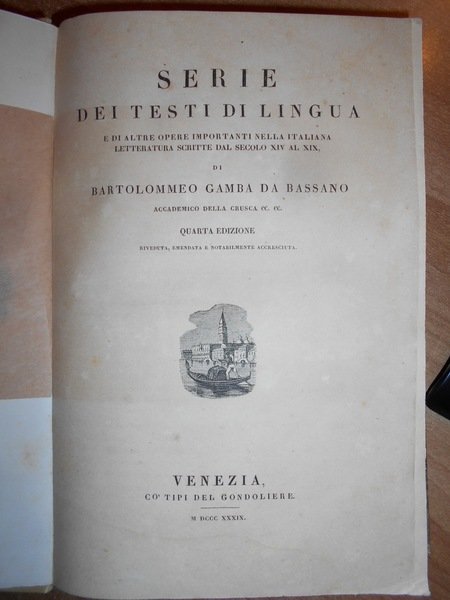 SERIE
DEI TESTI DI LINGUA
E DI ALTRE OPERE IMPORTANTI NELLA ITALIANA
LETTERATURA SCRITTE DAL SECOLO XIV AL XIX,
DI
BARTOLOMMEO GAMBA DA BASSANO
ACCADEMICO DELLA CRUSCA EC. EC.
QUARTA EDIZIONE
RIVEDUTA, EMENDATA E NOTABILMENTE ACCRESCIUTA.
VENEZIA,
CO' TIPI DEL GONDOLIERE.
M DCCC XXXIX.